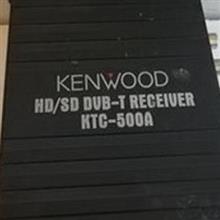 KENWOOD
HD/SD DVB-T RECEIVER
KTC-500A